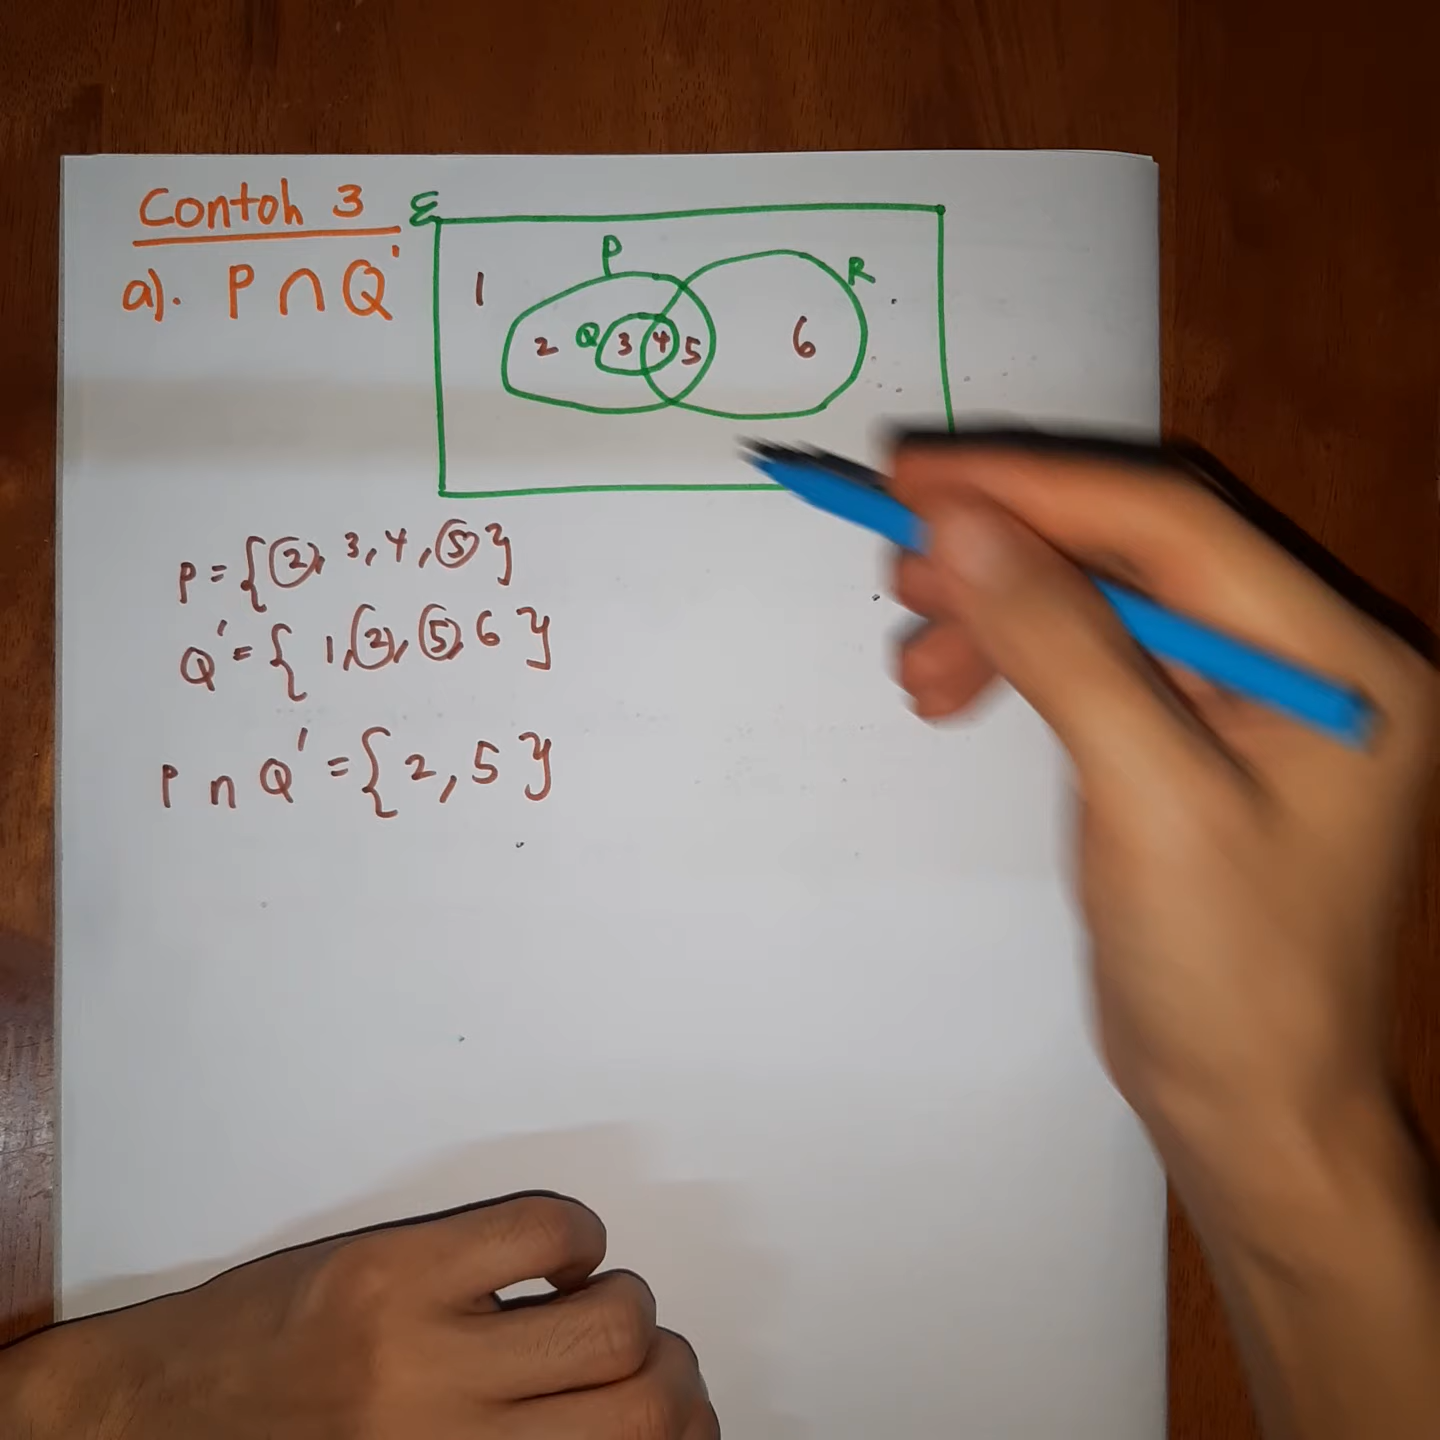 Contoh 3
a). P ∩ Q'
ξ
P
R
1
2 Q 3 4 5 6
P = {2, 3, 4, 5}
Q' = { 1, 2, 5, 6 }
P ∩ Q' = { 2, 5 }